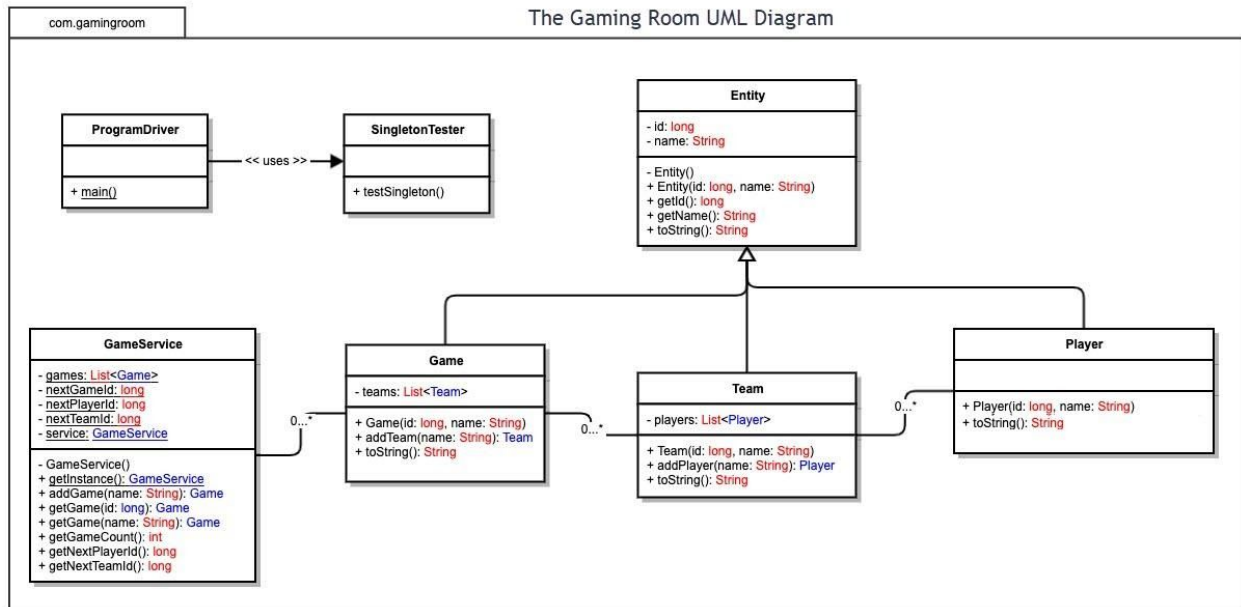 com.gamingroom
The Gaming Room UML Diagram
ProgramDriver
+ main()
<< uses >>
SingletonTester
+ testSingleton()
Entity
- id: long
- name: String
- Entity()
+ Entity(id: long, name: String)
+ getId(): long
+ getName(): String
+ toString(): String
GameService
- games: List<Game>
- nextGameId: long
- nextPlayerId: long
- nextTeamId: long
- service: GameService
- GameService()
+ getInstance(): GameService
+ addGame(name: String): Game
+ getGame(id: long): Game
+ getGame(name: String): Game
+ getGameCount(): int
+ getNextPlayerId(): long
+ getNextTeamId(): long
0...*
Game
- teams: List<Team>
+ Game(id: long, name: String)
+ addTeam(name: String): Team
+ toString(): String
0...*
Team
- players: List<Player>
+ Team(id: long, name: String)
+ addPlayer(name: String): Player
+ toString(): String
0...*
Player
+ Player(id: long, name: String)
+ toString(): String